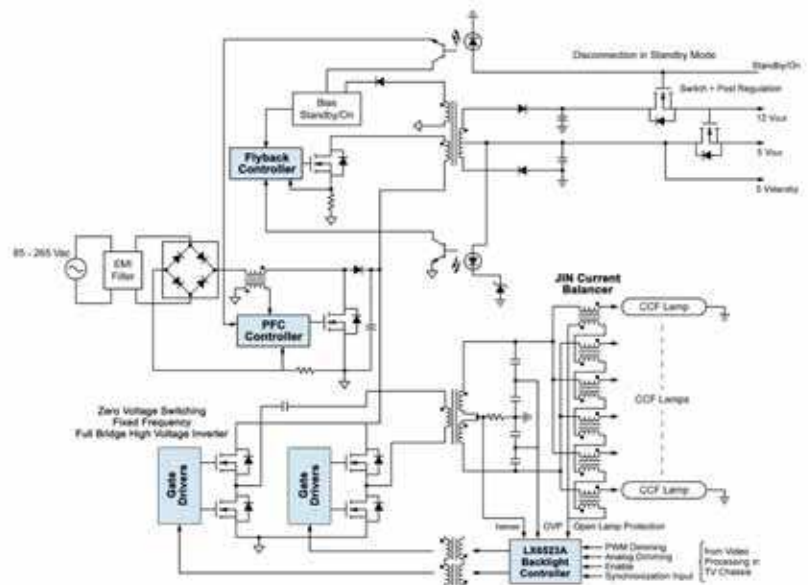 Disconnection in Standby Mode
Standby/On
Switch + Post Regulation
12 Vout
5 Vout
5 Vstandby
Bias
Standby/On
Flyback
Controller
85 - 265 Vac
EMI
Filter
PFC
Controller
JIN Current
Balancer
CCF Lamp
CCF Lamps
CCF Lamp
Zero Voltage Switching
Fixed Frequency
Full Bridge High Voltage Inverter
Gate
Drivers
Gate
Drivers
Isense
OVP
Open Lamp Protection
LX6523A
Backlight
Controller
PWM Dimming
Analog Dimming
Enable
Synchronization Input
from Video
Processing in
TV Chassis